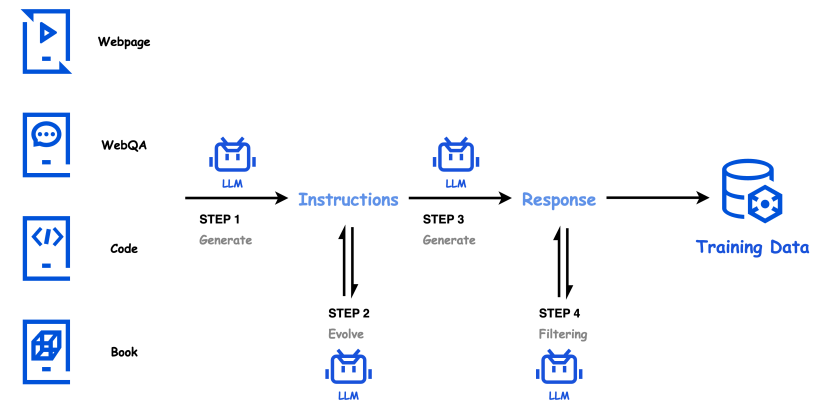 Webpage
WebQA
Code
Book
LLM
STEP 1
Generate
Instructions
STEP 2
Evolve
LLM
LLM
STEP 3
Generate
Response
STEP 4
Filtering
LLM
Training Data